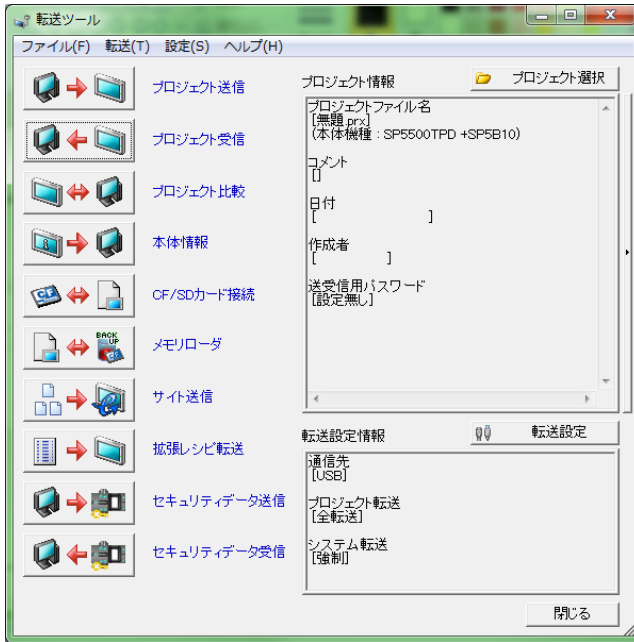 転送ツール
ファイル(F) 転送(T) 設定(S) ヘルプ(H)
プロジェクト送信
プロジェクト受信
プロジェクト比較
本体情報
CF
CF/SDカード接続
BACK
UP
メモリローダ
サイト送信
拡張レシピ転送
セキュリティデータ送信
セキュリティデータ受信
プロジェクト情報
プロジェクト選択
プロジェクトファイル名
[無題.prx]
(本体機種:SP5500TPD +SP5B10)
コメント
[]
日付
[ ]
作成者
[ ]
送受信用パスワード
[設定無し]
転送設定情報
転送設定
通信先
[USB]
プロジェクト転送
[全転送]
システム転送
[強制]
閉じる